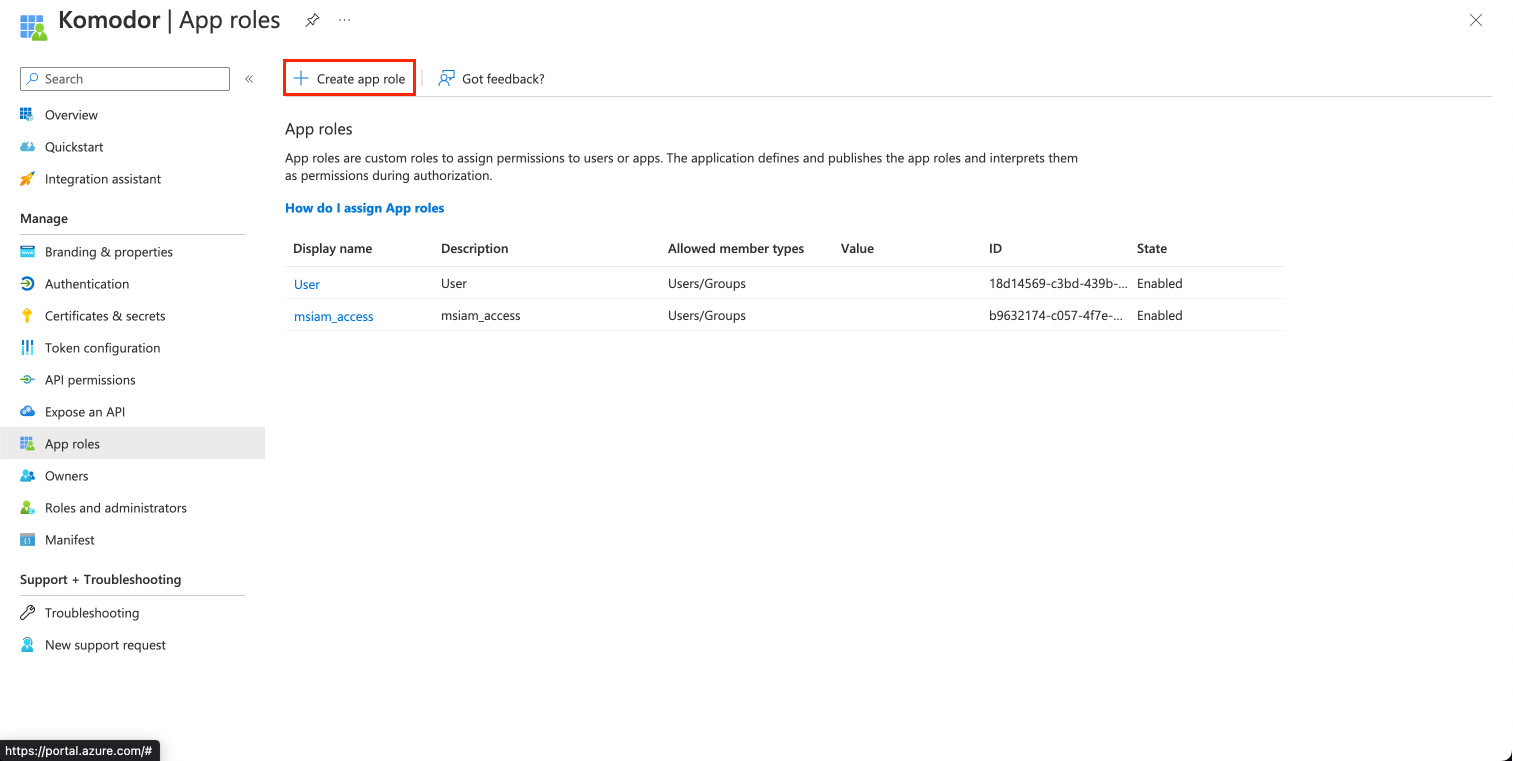 Komodor | App roles
Search
Overview
Quickstart
Integration assistant
Manage
Branding & properties
Authentication
Certificates & secrets
Token configuration
API permissions
Expose an API
App roles
Owners
Roles and administrators
Manifest
Support + Troubleshooting
Troubleshooting
New support request
Create app role
Got feedback?
App roles
App roles are custom roles to assign permissions to users or apps. The application defines and publishes the app roles and interprets them
as permissions during authorization.
How do I assign App roles
Display name Description Allowed member types Value ID State
User User Users/Groups 18d14569-c3bd-439b-... Enabled
msiam_access msiam_access Users/Groups b9632174-c057-4f7e-... Enabled
https://portal.azure.com/#